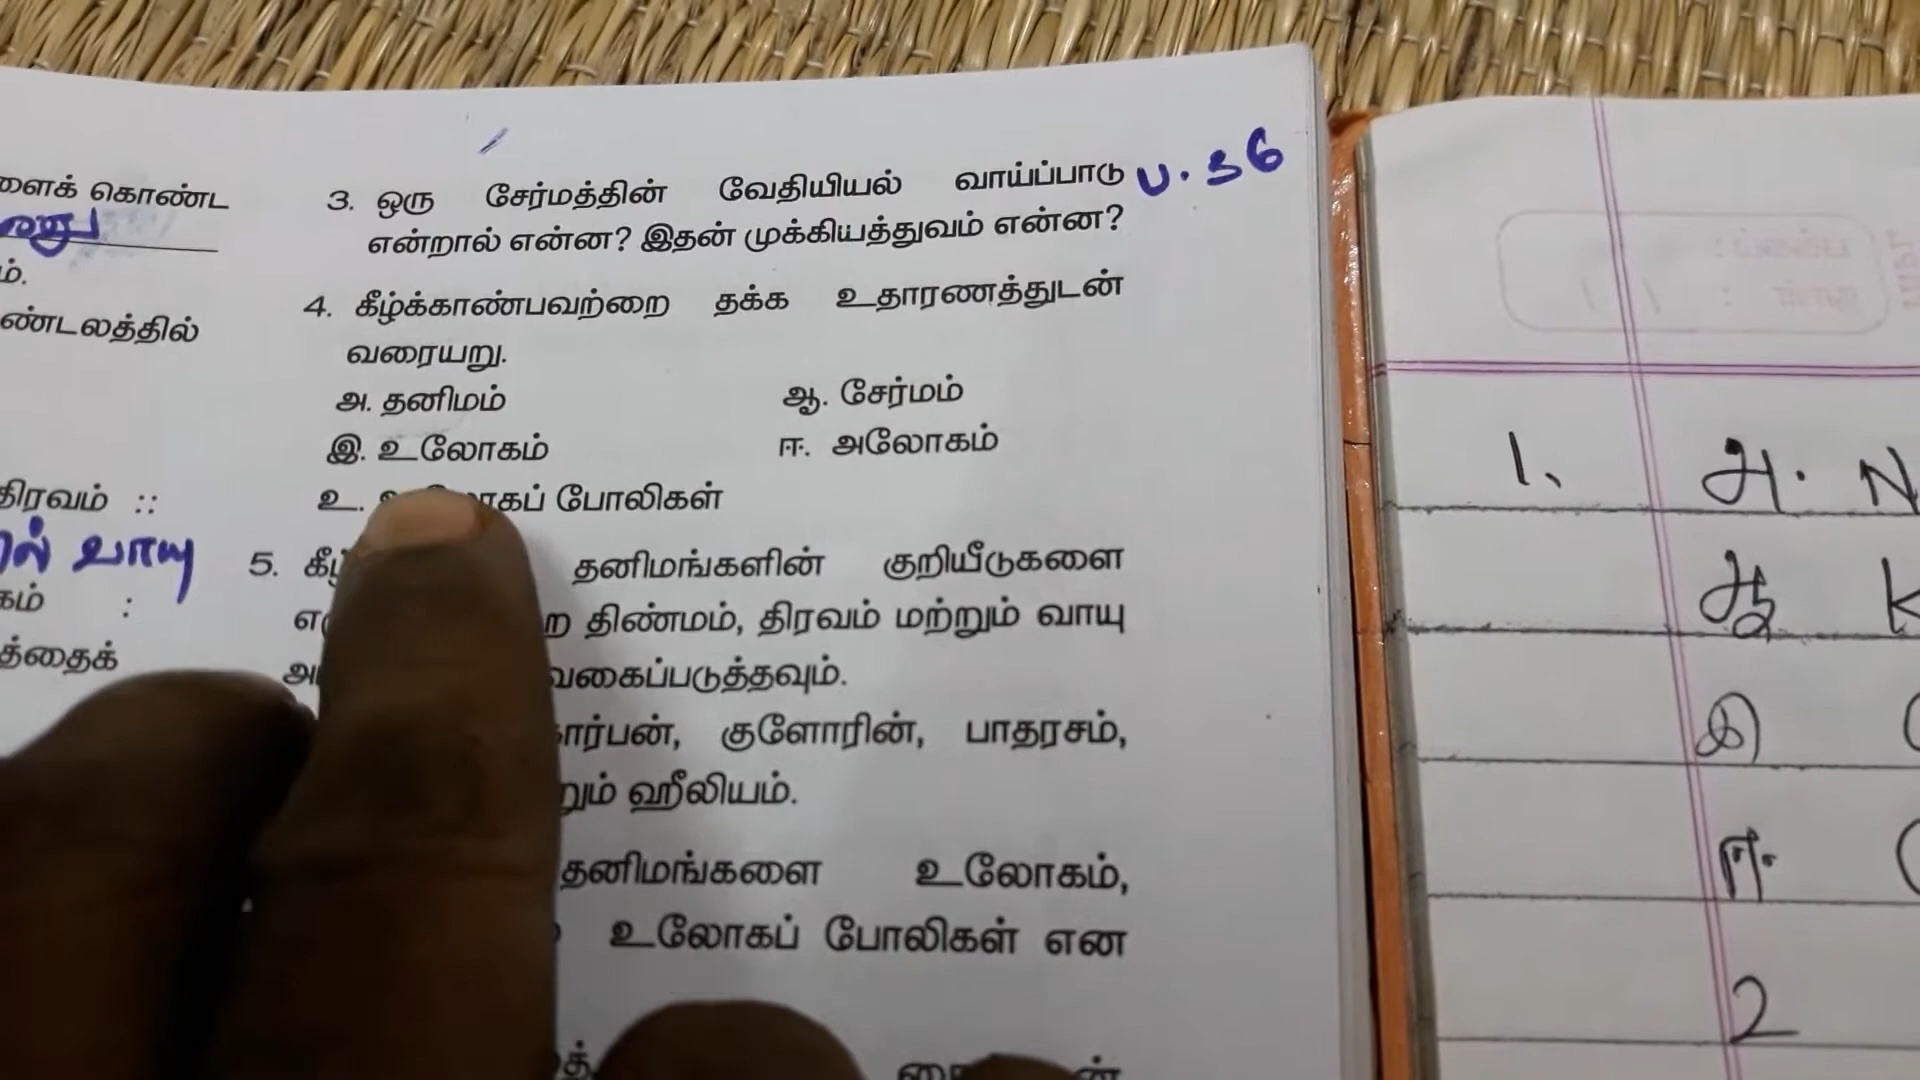 ளைக் கொண்ட
ம்.
ண்டலத்தில்
திரவம் ::
ில் வாயு
கம் :
த்தைக்
3. ஒரு சேர்மத்தின் வேதியியல் வாய்ப்பாடு ப. 36
என்றால் என்ன? இதன் முக்கியத்துவம் என்ன?
4. கீழ்க்காண்பவற்றை தக்க உதாரணத்துடன்
வரையறு.
அ. தனிமம் ஆ. சேர்மம்
இ. உலோகம் ஈ. அலோகம்
உ. போலிகள்
5. தனிமங்களின் குறியீடுகளை
திண்மம், திரவம் மற்றும் வாயு
வகைப்படுத்தவும்.
கார்பன், குளோரின், பாதரசம்,
றும் ஹீலியம்.
தனிமங்களை உலோகம்,
உலோகப் போலிகள் என
1. அ. N
ஆ K
இ
ஈ.
2